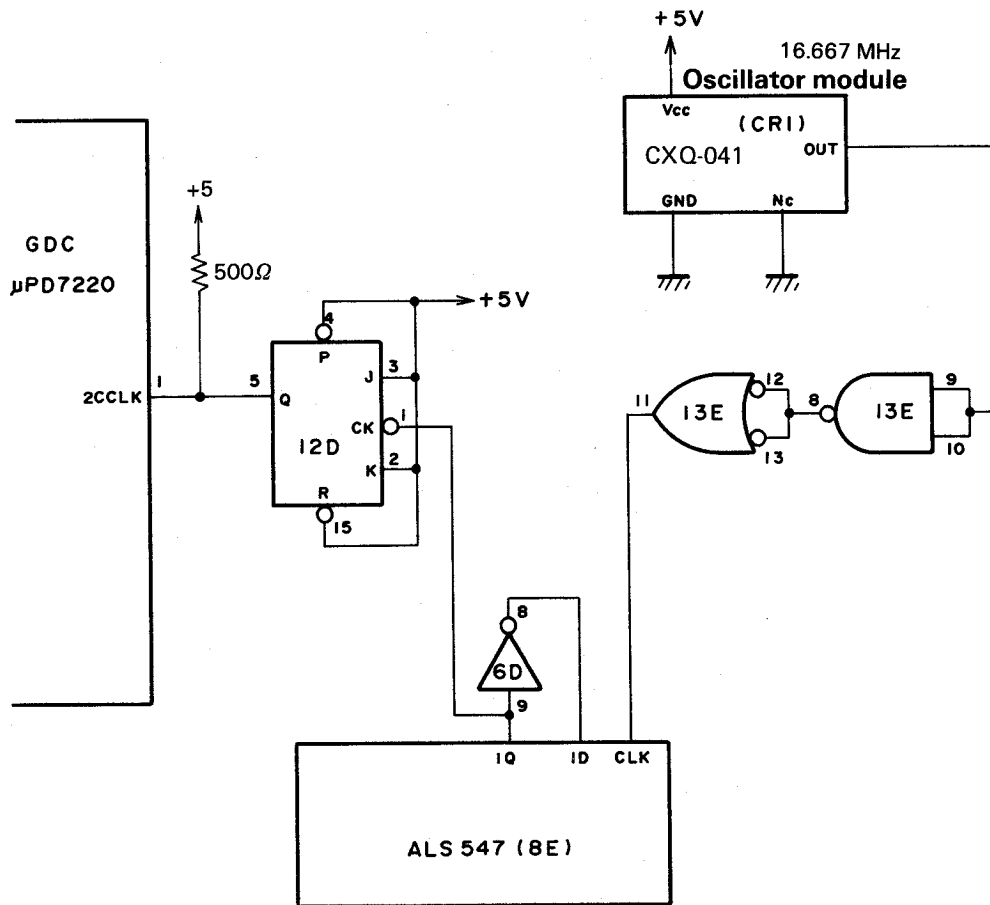 +5V
16.667 MHz
Oscillator module
Vcc
(CR1)
CXQ-041
OUT
GND
Nc
+5
GDC
500Ω
μPD7220
+5V
4
P
3
J
1
5
2CCLK
Q
1
CK
12D
2
K
R
15
12
9
11
13E
8
13E
13
10
8
6D
9
1Q
1D
CLK
ALS 547 (8E)